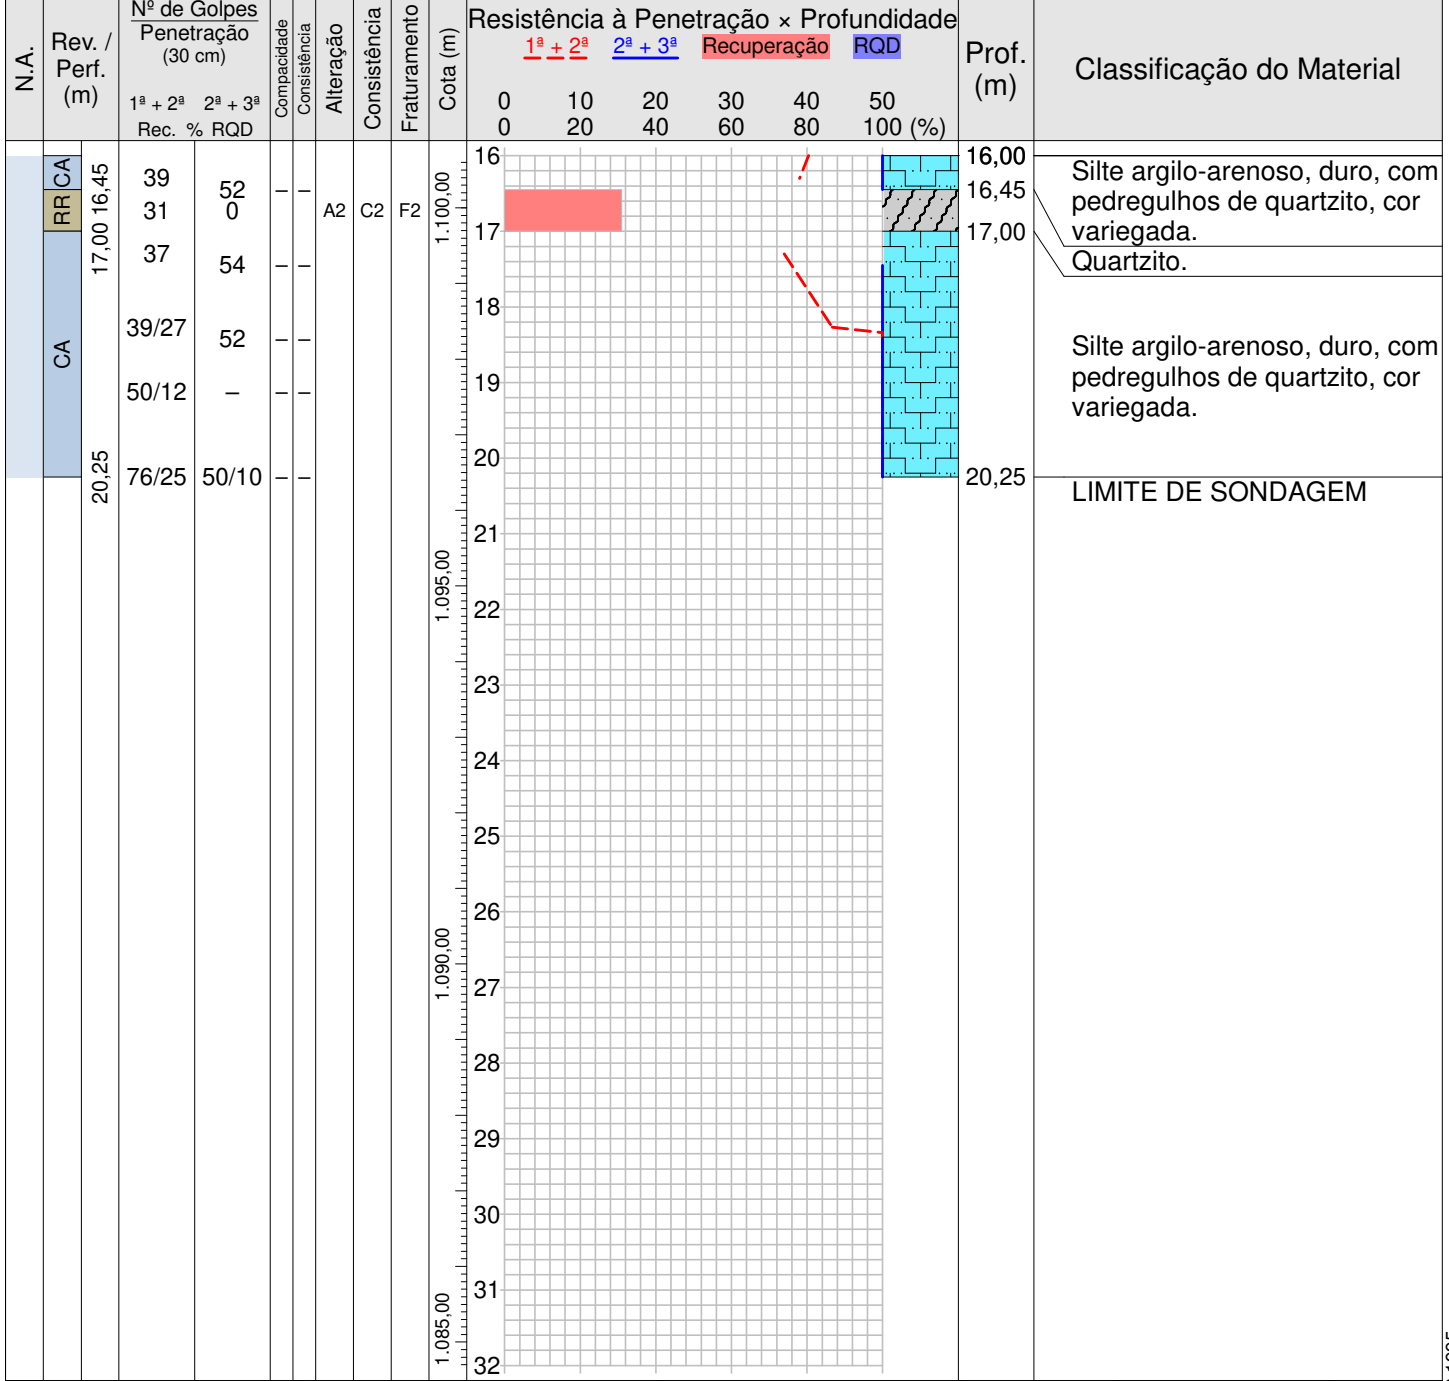 N.A.
Rev. /
Perf.
(m)
Nº de Golpes
Penetração
(30 cm)
1ª + 2ª 2ª + 3ª
Rec. % RQD
Compacidade
Consistência
Alteração
Consistência
Fraturamento
Cota (m)
Resistência à Penetração × Profundidade
1ª + 2ª 2ª + 3ª Recuperação RQD
0 10 20 30 40 50
0 20 40 60 80 100 (%)
Prof.
(m)
Classificação do Material
CA
RR
CA
16,45
17,00
20,25
39 52 – –
31 0 A2 C2 F2
37 54 – –
39/27 52 – –
50/12 – – –
76/25 50/10 – –
1.100,00
1.095,00
1.090,00
1.085,00
16
17
18
19
20
21
22
23
24
25
26
27
28
29
30
31
32
16,00
16,45
17,00
20,25
Silte argilo-arenoso, duro, com
pedregulhos de quartzito, cor
variegada.
Quartzito.
Silte argilo-arenoso, duro, com
pedregulhos de quartzito, cor
variegada.
LIMITE DE SONDAGEM